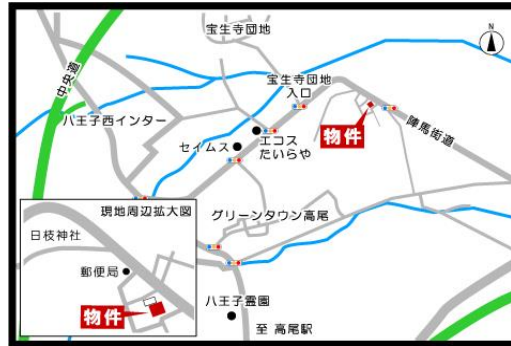 宝生寺団地
N
中央道
宝生寺団地
入口
八王子西インター
エコス
たいらや
セイムス
物件
陣馬街道
現地周辺拡大図
グリーンタウン高尾
日枝神社
郵便局
物件
八王子霊園
至 高尾駅